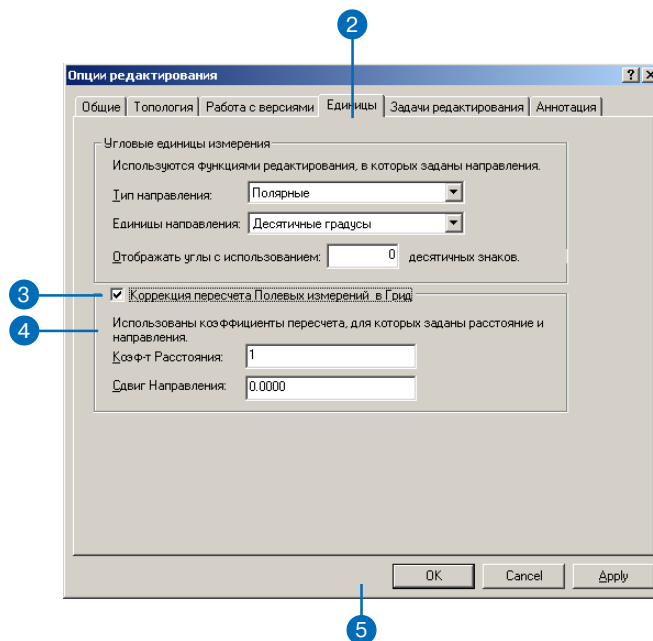 2
Опции редактирования
Общие Топология Работа с версиями Единицы Задачи редактирования Аннотация
Угловые единицы измерения
Используются функциями редактирования, в которых заданы направления.
Тип направления: Полярные
Единицы направления: Десятичные градусы
Отображать углы с использованием: 0 десятичных знаков.
3 Коррекция пересчета Полевых измерений в Грид
4 Использованы коэффициенты пересчета, для которых заданы расстояние и
направления.
Коэф-т Расстояния: 1
Сдвиг Направления: 0.0000
OK Cancel Apply
5